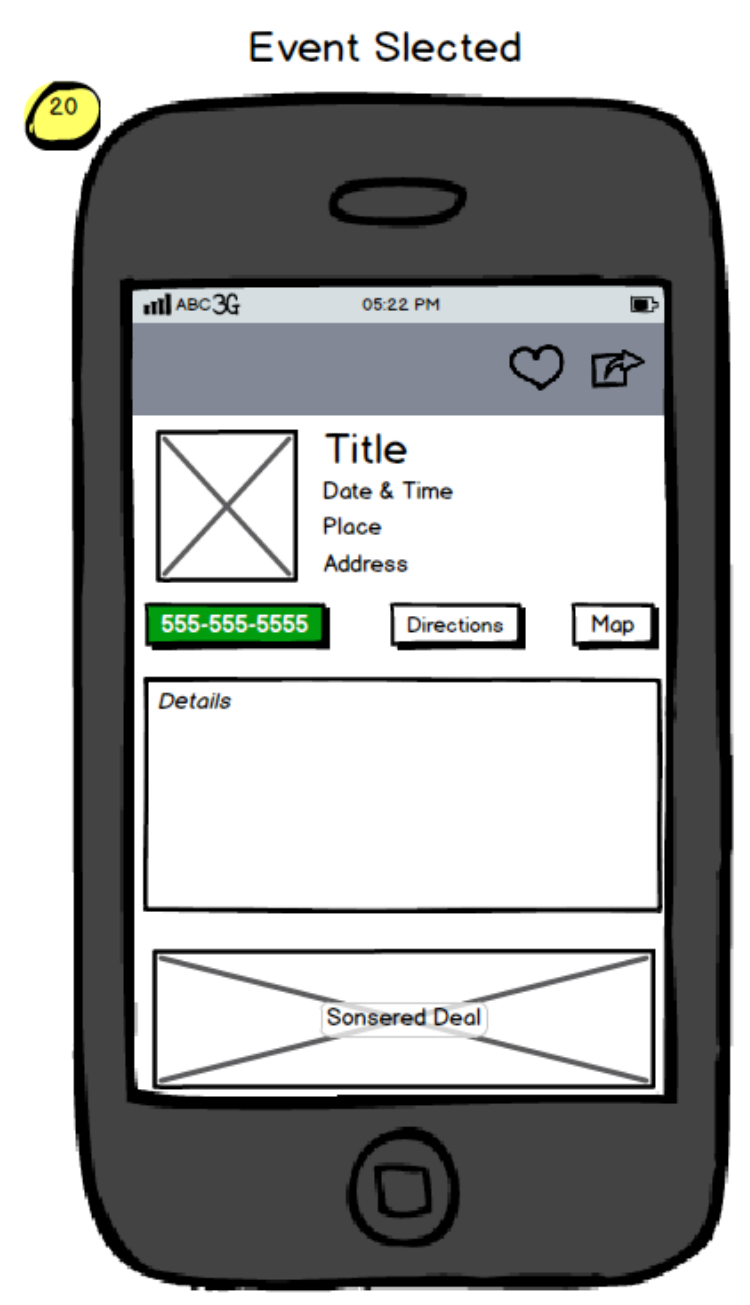 Event Slected
20
ABC 3G 05:22 PM
Title
Date & Time
Place
Address
555-555-5555 Directions Map
Details
Sonsered Deal